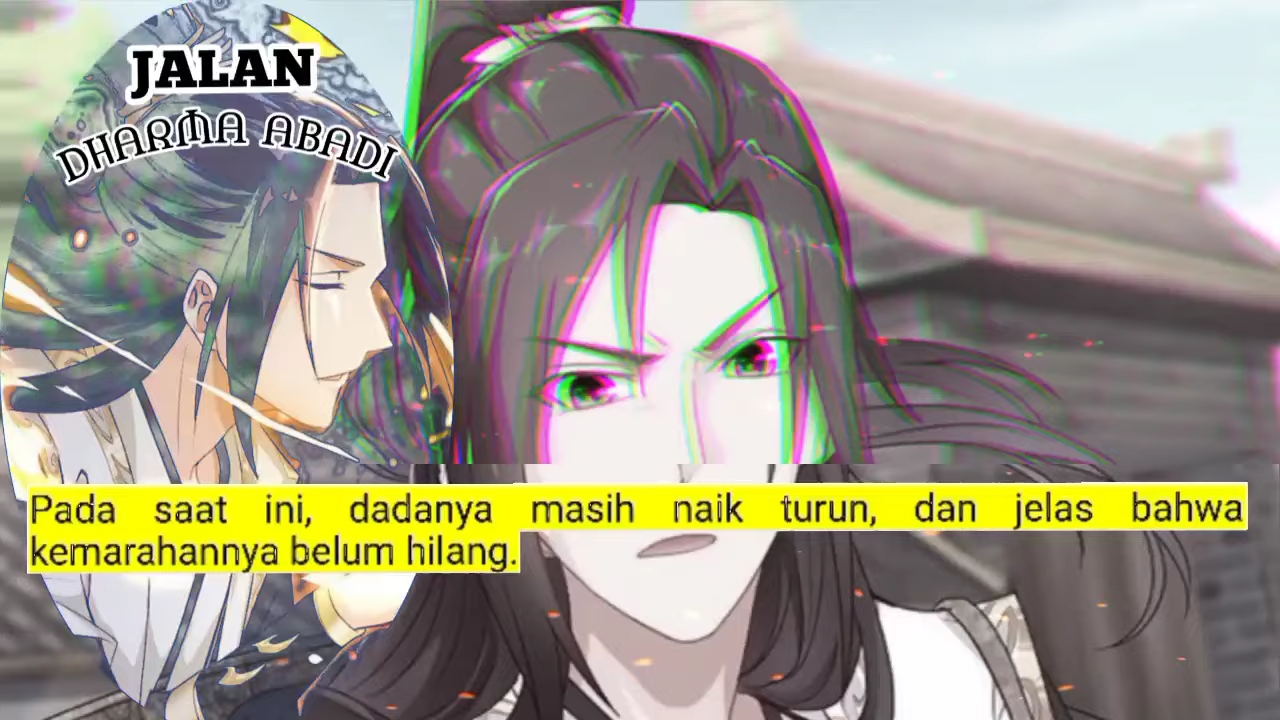 JALAN
DHARMA ABADI
Pada saat ini, dadanya masih naik turun, dan jelas bahwa
kemarahannya belum hilang.